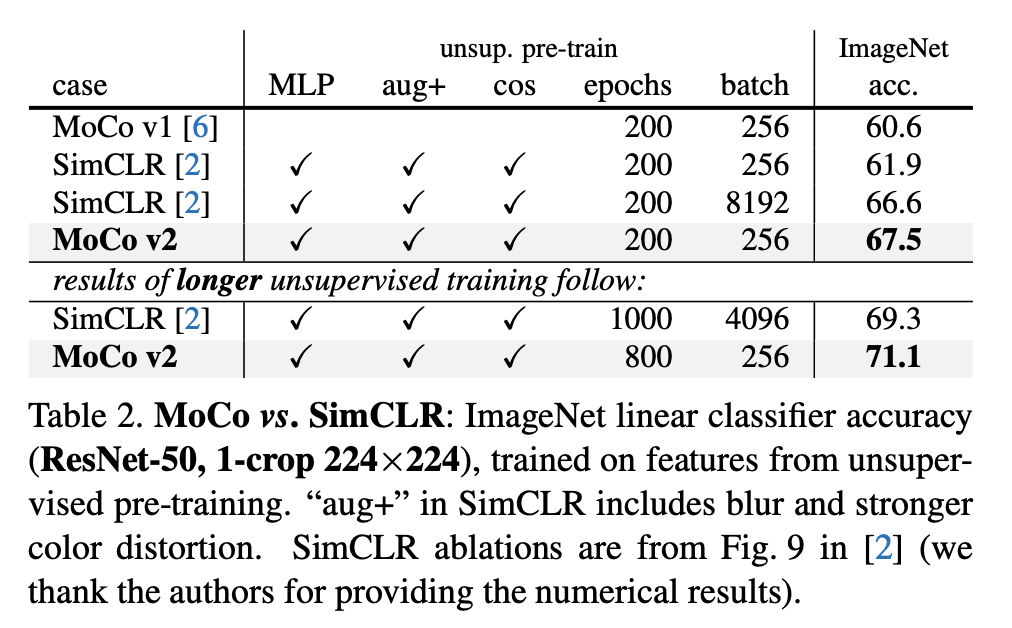 unsup. pre-train ImageNet
case MLP aug+ cos epochs batch acc.
MoCo v1 [6] 200 256 60.6
SimCLR [2] ✓ ✓ ✓ 200 256 61.9
SimCLR [2] ✓ ✓ ✓ 200 8192 66.6
MoCo v2 ✓ ✓ ✓ 200 256 67.5
results of longer unsupervised training follow:
SimCLR [2] ✓ ✓ ✓ 1000 4096 69.3
MoCo v2 ✓ ✓ ✓ 800 256 71.1
Table 2. MoCo vs. SimCLR: ImageNet linear classifier accuracy
(ResNet-50, 1-crop 224×224), trained on features from unsuper-
vised pre-training. “aug+” in SimCLR includes blur and stronger
color distortion. SimCLR ablations are from Fig. 9 in [2] (we
thank the authors for providing the numerical results).